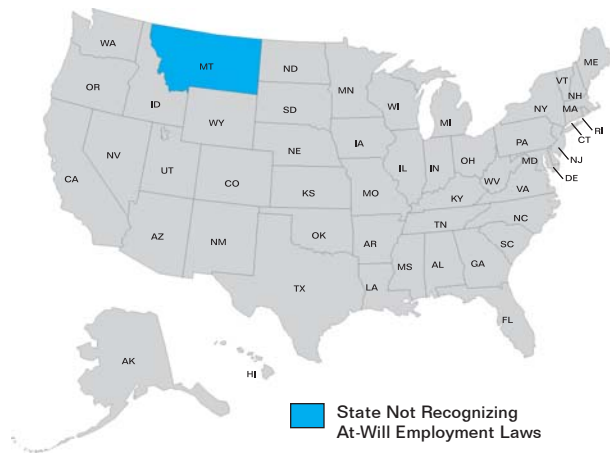 WA
MT
ND
MN
ME
VT
NH
OR
ID
SD
WI
NY
MA
MI
WY
RI
CT
IA
NE
PA
NV
OH
NJ
IL
IN
MD
UT
CO
DE
CA
WV
VA
KS
MO
KY
NC
TN
OK
AZ
NM
AR
SC
MS
AL
GA
LA
TX
FL
AK
HI
State Not Recognizing
At-Will Employment Laws